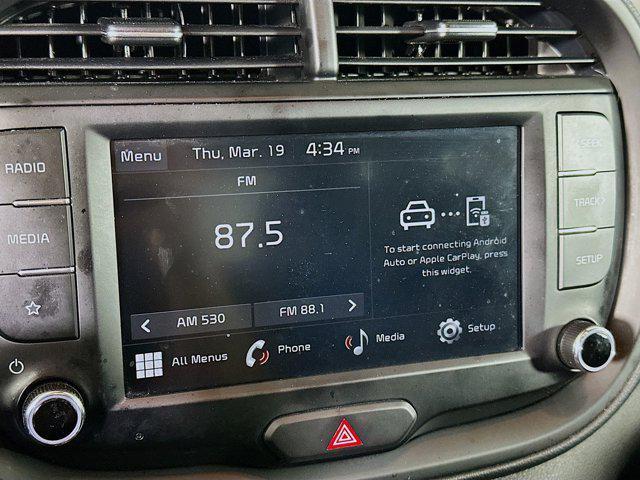 RADIO
MEDIA
Menu
Thu, Mar. 19
4:34 PM
FM
87.5
To start connecting Android
Auto or Apple CarPlay, press
this widget.
< AM 530
FM 88.1 >
All Menus
Phone
Media
Setup
SEEK
TRACK >
SETUP